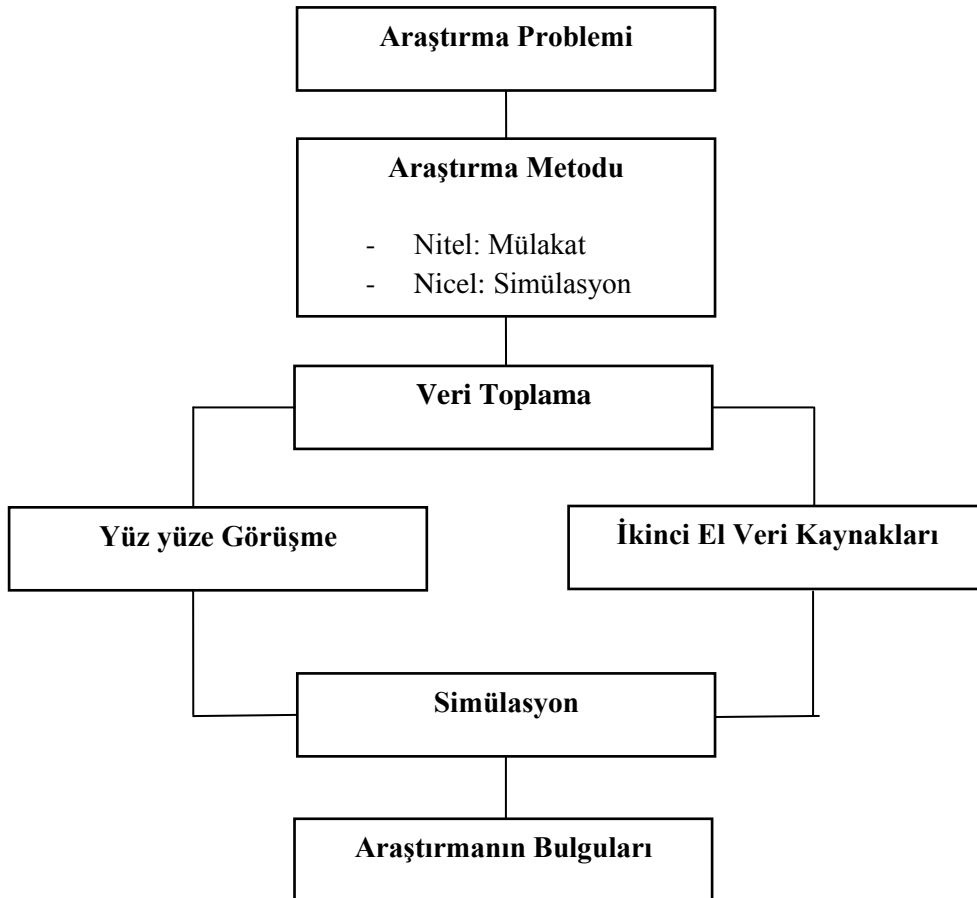 Araştırma Problemi
Araştırma Metodu
- Nitel: Mülakat
- Nicel: Simülasyon
Veri Toplama
Yüz yüze Görüşme
İkinci El Veri Kaynakları
Simülasyon
Araştırmanın Bulguları